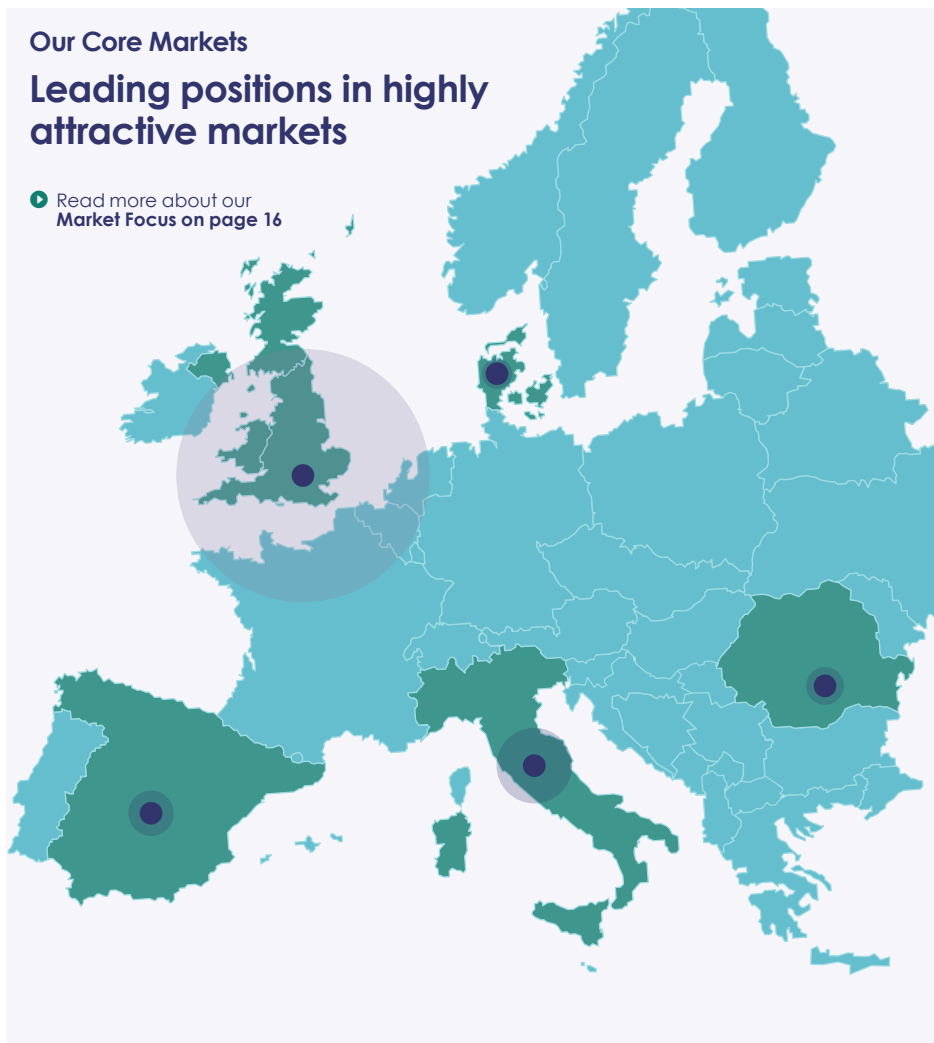 Our Core Markets
Leading positions in highly
attractive markets
Read more about our
Market Focus on page 16